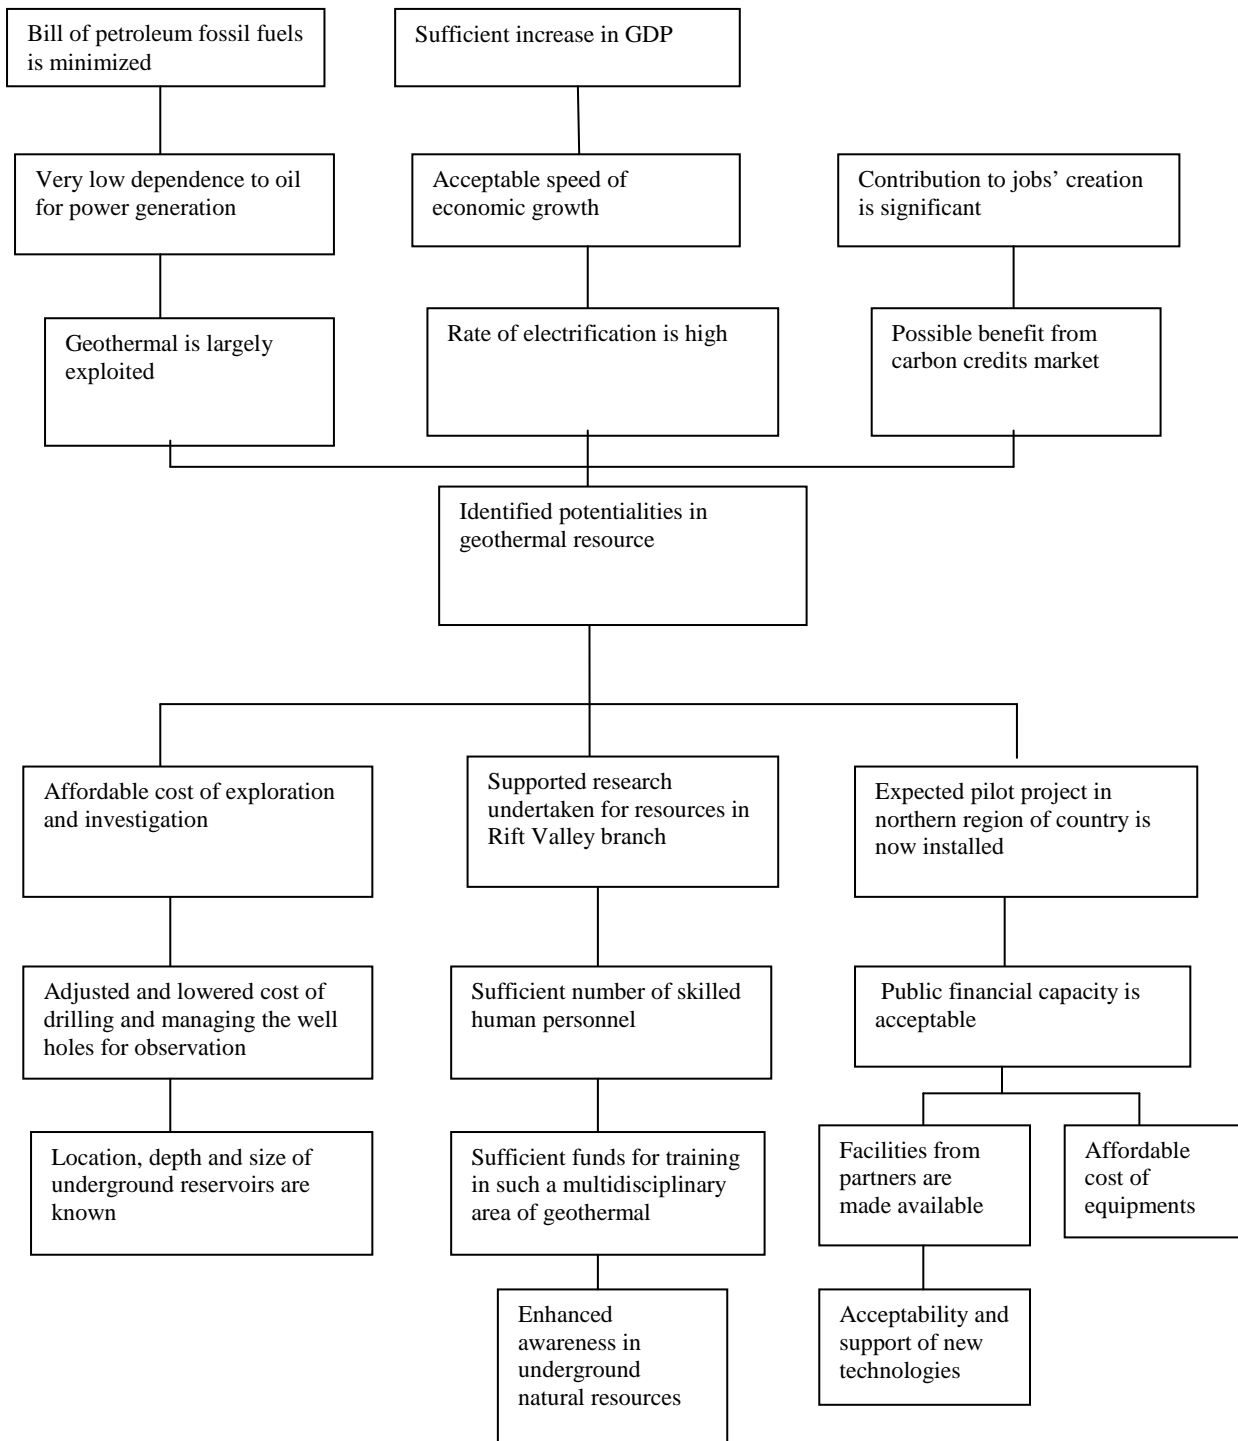 Bill of petroleum fossil fuels
is minimized
Sufficient increase in GDP
Very low dependence to oil
for power generation
Acceptable speed of
economic growth
Contribution to jobs’ creation
is significant
Geothermal is largely
exploited
Rate of electrification is high
Possible benefit from
carbon credits market
Identified potentialities in
geothermal resource
Affordable cost of exploration
and investigation
Supported research
undertaken for resources in
Rift Valley branch
Expected pilot project in
northern region of country is
now installed
Adjusted and lowered cost of
drilling and managing the well
holes for observation
Sufficient number of skilled
human personnel
Public financial capacity is
acceptable
Location, depth and size of
underground reservoirs are
known
Sufficient funds for training
in such a multidisciplinary
area of geothermal
Facilities from
partners are
made available
Affordable
cost of
equipments
Enhanced
awareness in
underground
natural resources
Acceptability and
support of new
technologies